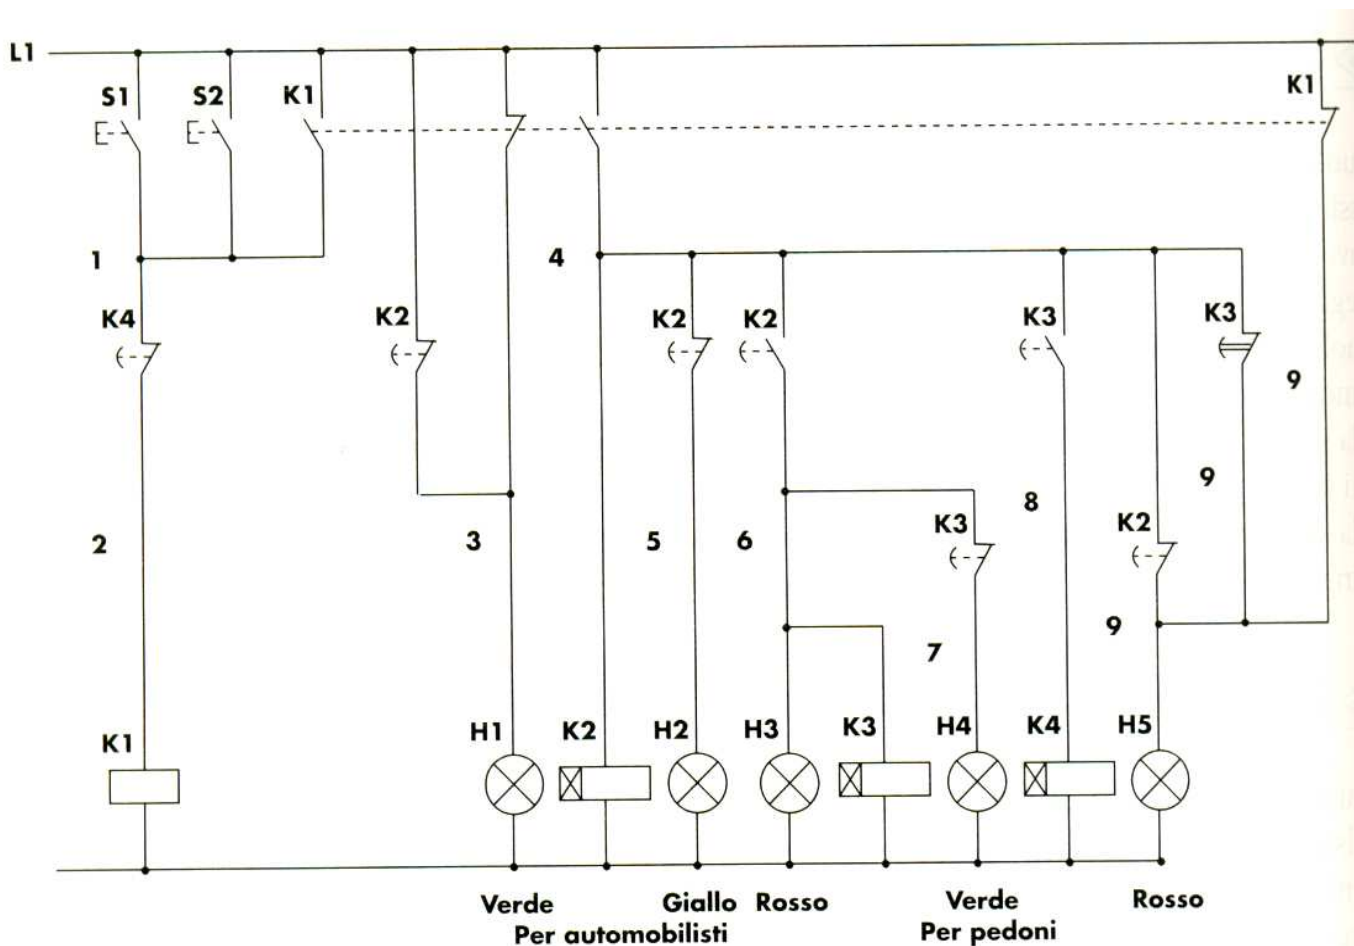 L1
S1 S2 K1 K1
1 4
K4 K2 K2 K2 K3 K3
9
9
8
2 3 5 6 K3 K2
7 9
K1 H1 K2 H2 H3 K3 H4 K4 H5
Verde Giallo Rosso Verde Rosso
Per automobilisti Per pedoni